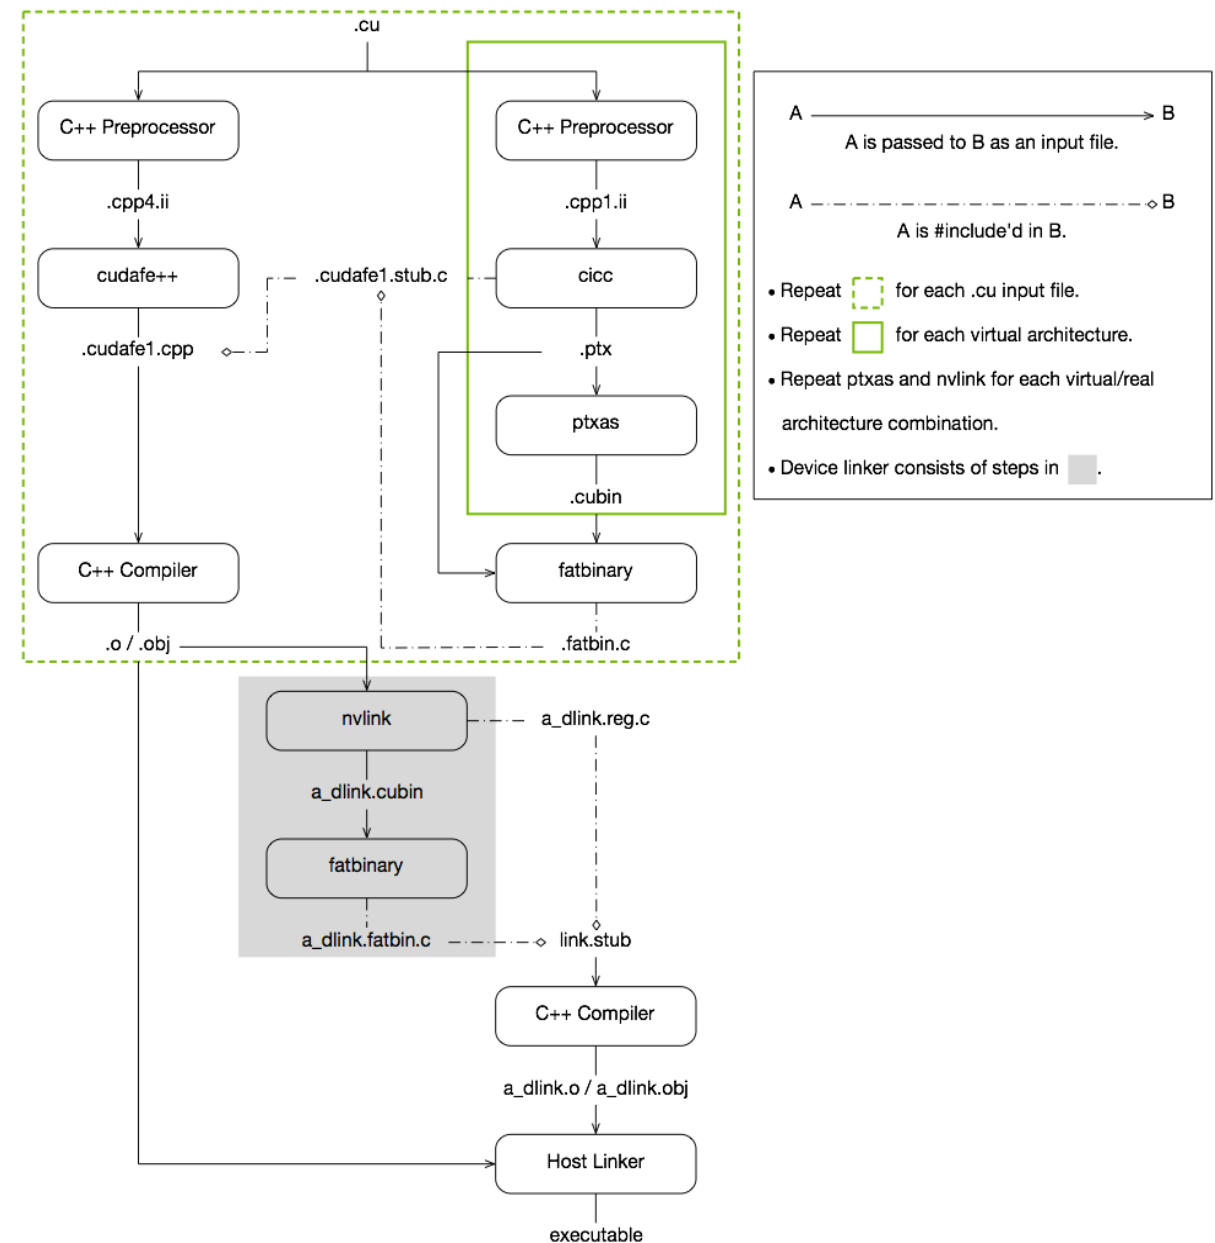 .cu
C++ Preprocessor
C++ Preprocessor
.cpp4.ii
.cpp1.ii
cudafe++
.cudafe1.stub.c
cicc
.cudafe1.cpp
.ptx
ptxas
.cubin
C++ Compiler
fatbinary
.o / .obj
.fatbin.c
nvlink
a_dlink.reg.c
a_dlink.cubin
fatbinary
a_dlink.fatbin.c
link.stub
C++ Compiler
a_dlink.o / a_dlink.obj
Host Linker
executable
A B
A is passed to B as an input file.
A B
A is #include'd in B.
• Repeat for each .cu input file.
• Repeat for each virtual architecture.
• Repeat ptxas and nvlink for each virtual/real
architecture combination.
• Device linker consists of steps in .